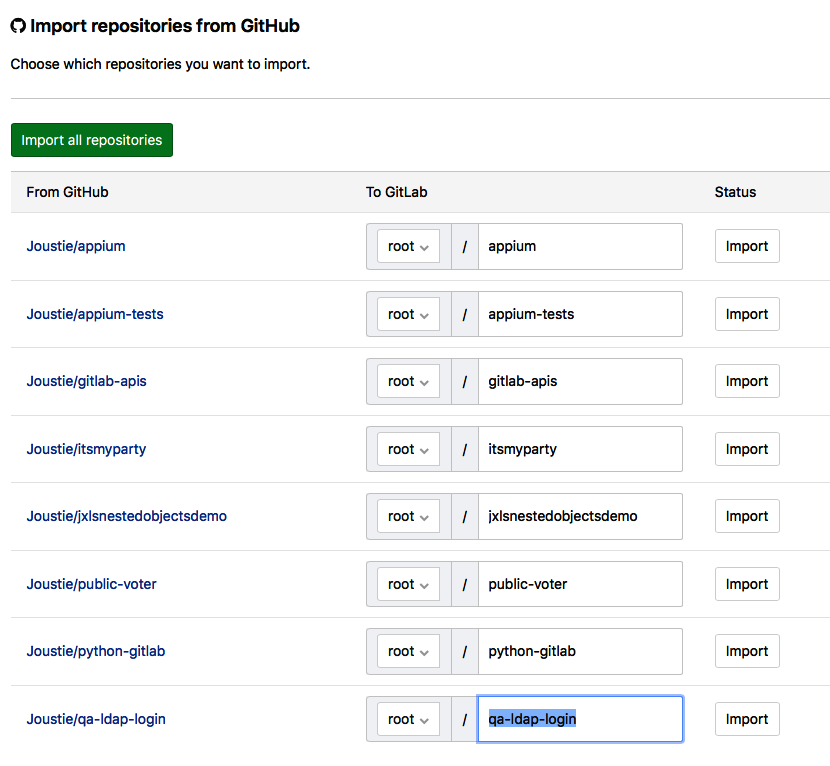 Import repositories from GitHub
Choose which repositories you want to import.
Import all repositories
From GitHub To GitLab Status
Joustie/appium root / appium Import
Joustie/appium-tests root / appium-tests Import
Joustie/gitlab-apis root / gitlab-apis Import
Joustie/itsmyparty root / itsmyparty Import
Joustie/jxlsnestedobjectsdemo root / jxlsnestedobjectsdemo Import
Joustie/public-voter root / public-voter Import
Joustie/python-gitlab root / python-gitlab Import
Joustie/qa-ldap-login root / qa-ldap-login Import